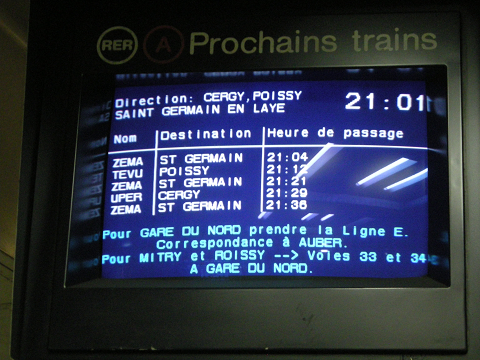 RER A Prochains trains
Direction: CERGY,POISSY
SAINT GERMAIN EN LAYE
21:01
Nom Destination Heure de passage
ZEMA ST GERMAIN 21:04
TEVU POISSY 21:12
ZEMA ST GERMAIN 21:21
UPER CERGY 21:29
ZEMA ST GERMAIN 21:36
Pour GARE DU NORD prendre la Ligne E.
Correspondance à AUBER.
Pour MITRY et ROISSY --> Voies 33 et 34
A GARE DU NORD.